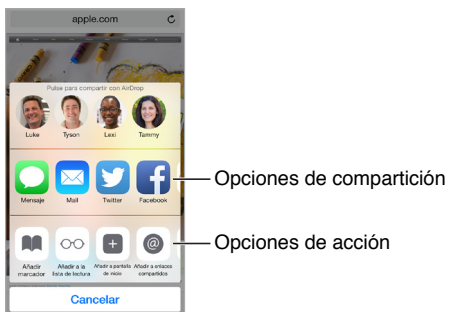 apple.com
Pulse para compartir con AirDrop
Luke Tyson Lexi Tammy
Opciones de compartición
Mensaje Mail Twitter Facebook
Opciones de acción
Añadir marcador
Añadir a la lista de lectura
Añadir a pantalla de inicio
Añadir a enlaces compartidos
Cancelar